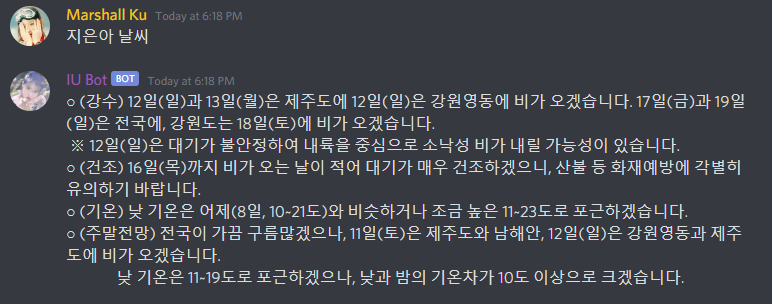 Marshall Ku Today at 6:18 PM
지은아 날씨
IU Bot BOT Today at 6:18 PM
○ (강수) 12일(일)과 13일(월)은 제주도에 12일(일)은 강원영동에 비가 오겠습니다. 17일(금)과 19일
(일)은 전국에, 강원도는 18일(토)에 비가 오겠습니다.
※ 12일(일)은 대기가 불안정하여 내륙을 중심으로 소낙성 비가 내릴 가능성이 있습니다.
○ (건조) 16일(목)까지 비가 오는 날이 적어 대기가 매우 건조하겠으니, 산불 등 화재예방에 각별히
유의하기 바랍니다.
○ (기온) 낮 기온은 어제(8일, 10~21도)와 비슷하거나 조금 높은 11~23도로 포근하겠습니다.
○ (주말전망) 전국이 가끔 구름많겠으나, 11일(토)은 제주도와 남해안, 12일(일)은 강원영동과 제주
도에 비가 오겠습니다.
낮 기온은 11~19도로 포근하겠으나, 낮과 밤의 기온차가 10도 이상으로 크겠습니다.